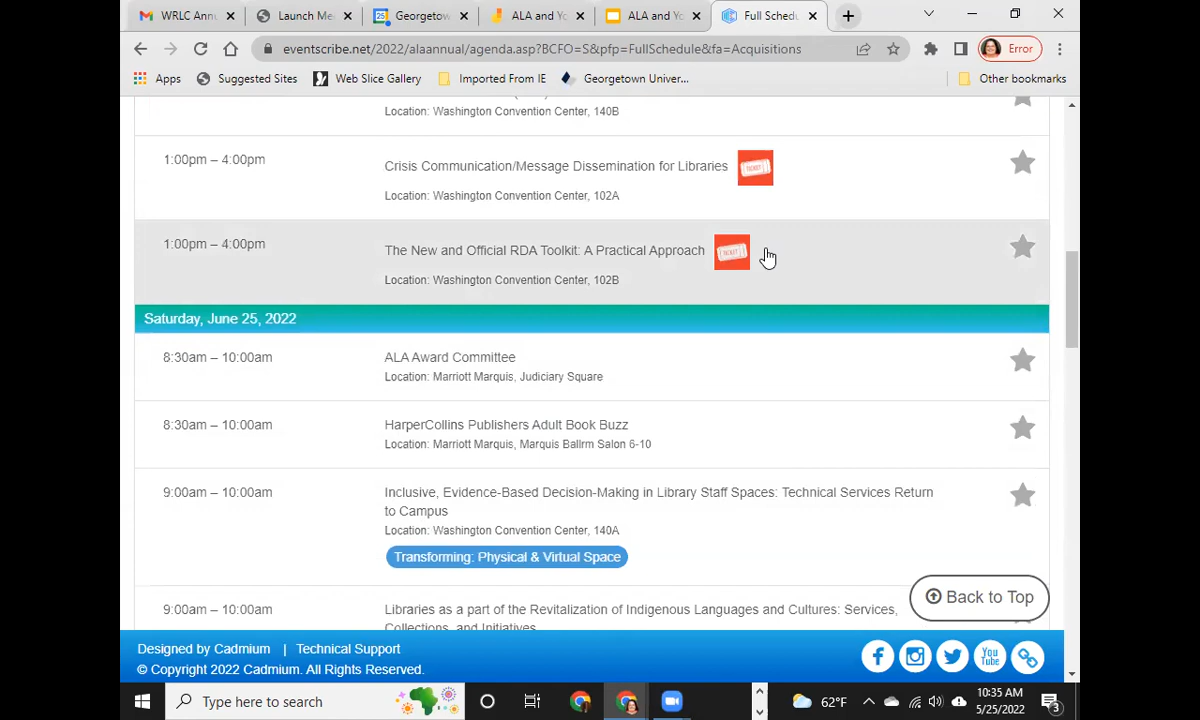 WRLC Annu
Launch Me
Georgetow
ALA and Yo
ALA and Yo
Full Schedu
eventscribe.net/2022/alaannual/agenda.asp?BCFO=S&pfp=FullSchedule&fa=Acquisitions
Error
Apps
Suggested Sites
Web Slice Gallery
Imported From IE
Georgetown Univer...
Other bookmarks
Location: Washington Convention Center, 140B
1:00pm – 4:00pm
Crisis Communication/Message Dissemination for Libraries
TICKET
Location: Washington Convention Center, 102A
1:00pm – 4:00pm
The New and Official RDA Toolkit: A Practical Approach
TICKET
Location: Washington Convention Center, 102B
Saturday, June 25, 2022
8:30am – 10:00am
ALA Award Committee
Location: Marriott Marquis, Judiciary Square
8:30am – 10:00am
HarperCollins Publishers Adult Book Buzz
Location: Marriott Marquis, Marquis Ballrm Salon 6-10
9:00am – 10:00am
Inclusive, Evidence-Based Decision-Making in Library Staff Spaces: Technical Services Return
to Campus
Location: Washington Convention Center, 140A
Transforming: Physical & Virtual Space
Back to Top
9:00am – 10:00am
Libraries as a part of the Revitalization of Indigenous Languages and Cultures: Services,
Collections, and Initiatives
Designed by Cadmium | Technical Support
© Copyright 2022 Cadmium. All Rights Reserved.
You
Tube
Type here to search
62°F
10:35 AM
5/25/2022
3